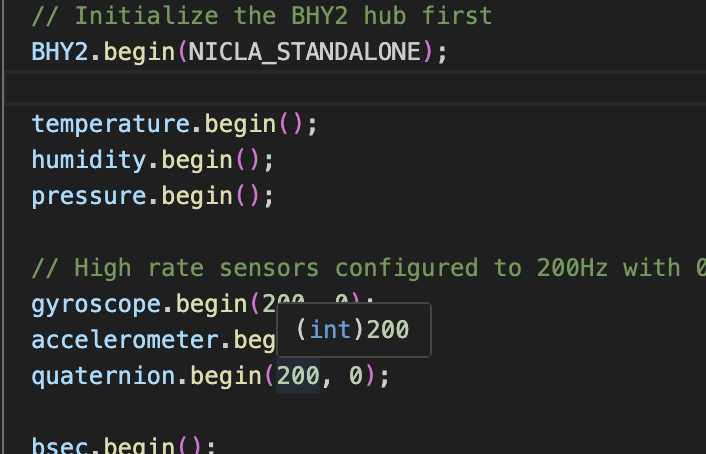 // Initialize the BHY2 hub first
BHY2.begin(NICLA_STANDALONE);
temperature.begin();
humidity.begin();
pressure.begin();
// High rate sensors configured to 200Hz with 0
gyroscope.begin(200, 0);
(int)200
accelerometer.beg
quaternion.begin(200, 0);
bsec.begin();